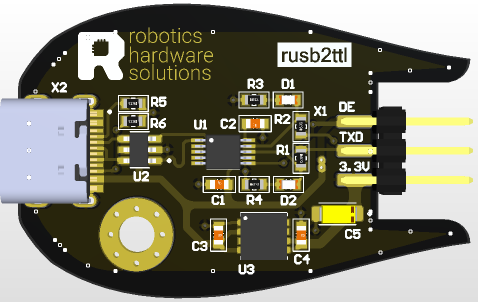 robotics
hardware
solutions
rusb2ttl
X2
R3
D1
R5
DE
X1
R6
U1
C2
R2
TXD
R1
3.3V
U2
C1
R4
D2
C5
C3
C4
U3